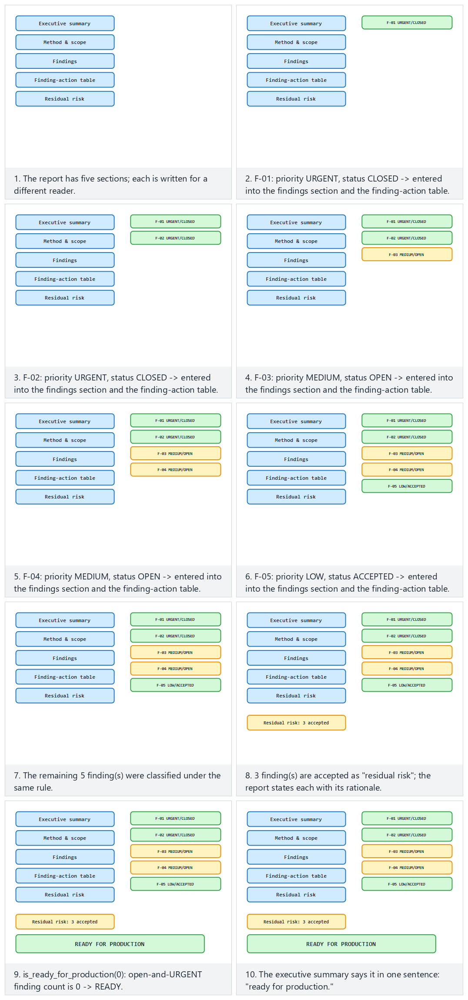 Executive summary
Method & scope
Findings
Finding-action table
Residual risk
1. The report has five sections; each is written for a
different reader.
Executive summary
Method & scope
Findings
Finding-action table
Residual risk
F-01 URGENT/CLOSED
2. F-01: priority URGENT, status CLOSED -> entered
into the findings section and the finding-action table.
Executive summary
Method & scope
Findings
Finding-action table
Residual risk
F-01 URGENT/CLOSED
F-02 URGENT/CLOSED
3. F-02: priority URGENT, status CLOSED -> entered
into the findings section and the finding-action table.
Executive summary
Method & scope
Findings
Finding-action table
Residual risk
F-01 URGENT/CLOSED
F-02 URGENT/CLOSED
F-03 MEDIUM/OPEN
4. F-03: priority MEDIUM, status OPEN -> entered into
the findings section and the finding-action table.
Executive summary
Method & scope
Findings
Finding-action table
Residual risk
F-01 URGENT/CLOSED
F-02 URGENT/CLOSED
F-03 MEDIUM/OPEN
F-04 MEDIUM/OPEN
5. F-04: priority MEDIUM, status OPEN -> entered into
the findings section and the finding-action table.
Executive summary
Method & scope
Findings
Finding-action table
Residual risk
F-01 URGENT/CLOSED
F-02 URGENT/CLOSED
F-03 MEDIUM/OPEN
F-04 MEDIUM/OPEN
F-05 LOW/ACCEPTED
6. F-05: priority LOW, status ACCEPTED -> entered
into the findings section and the finding-action table.
Executive summary
Method & scope
Findings
Finding-action table
Residual risk
F-01 URGENT/CLOSED
F-02 URGENT/CLOSED
F-03 MEDIUM/OPEN
F-04 MEDIUM/OPEN
F-05 LOW/ACCEPTED
7. The remaining 5 finding(s) were classified under the
same rule.
Executive summary
Method & scope
Findings
Finding-action table
Residual risk
F-01 URGENT/CLOSED
F-02 URGENT/CLOSED
F-03 MEDIUM/OPEN
F-04 MEDIUM/OPEN
F-05 LOW/ACCEPTED
Residual risk: 3 accepted
8. 3 finding(s) are accepted as "residual risk"; the
report states each with its rationale.
Executive summary
Method & scope
Findings
Finding-action table
Residual risk
F-01 URGENT/CLOSED
F-02 URGENT/CLOSED
F-03 MEDIUM/OPEN
F-04 MEDIUM/OPEN
F-05 LOW/ACCEPTED
Residual risk: 3 accepted
READY FOR PRODUCTION
9. is_ready_for_production(0): open-and-URGENT
finding count is 0 -> READY.
Executive summary
Method & scope
Findings
Finding-action table
Residual risk
F-01 URGENT/CLOSED
F-02 URGENT/CLOSED
F-03 MEDIUM/OPEN
F-04 MEDIUM/OPEN
F-05 LOW/ACCEPTED
Residual risk: 3 accepted
READY FOR PRODUCTION
10. The executive summary says it in one sentence:
"ready for production."